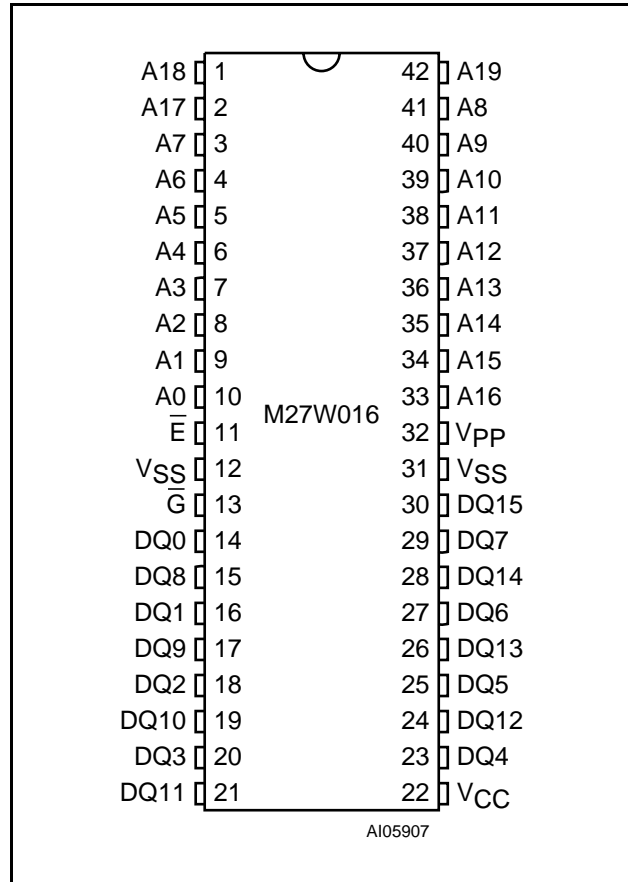 A18 1 42 A19
A17 2 41 A8
A7 3 40 A9
A6 4 39 A10
A5 5 38 A11
A4 6 37 A12
A3 7 36 A13
A2 8 35 A14
A1 9 34 A15
A0 10 33 A16
M27W016
E̅ 11 32 VPP
VSS 12 31 VSS
G̅ 13 30 DQ15
DQ0 14 29 DQ7
DQ8 15 28 DQ14
DQ1 16 27 DQ6
DQ9 17 26 DQ13
DQ2 18 25 DQ5
DQ10 19 24 DQ12
DQ3 20 23 DQ4
DQ11 21 22 VCC
AI05907